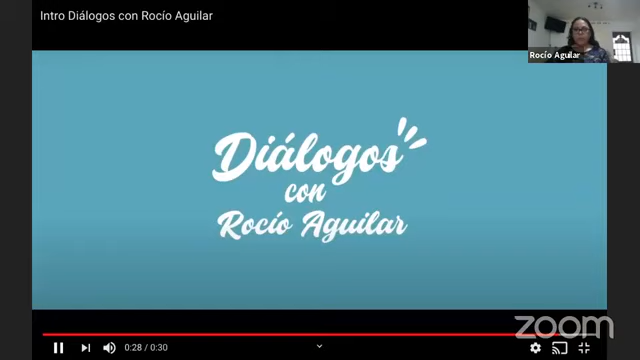 Intro Diálogos con Rocío Aguilar
Rocío Aguilar
Diálogos
con
Rocío Aguilar
0:28 / 0:30
zoom